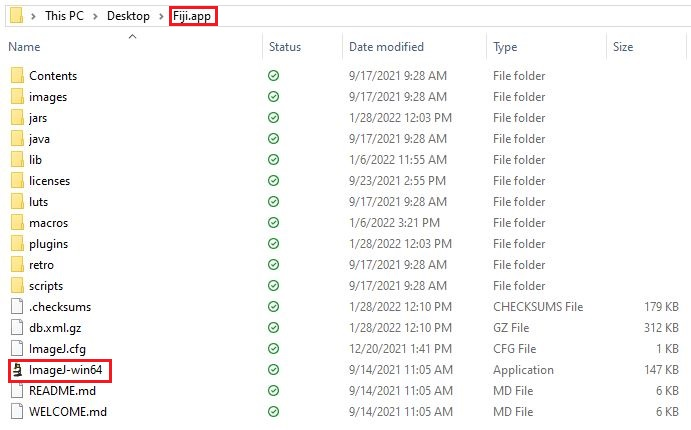 This PC > Desktop > Fiji.app
Name Status Date modified Type Size
Contents 9/17/2021 9:28 AM File folder
images 9/17/2021 9:28 AM File folder
jars 1/28/2022 12:03 PM File folder
java 9/17/2021 9:28 AM File folder
lib 1/6/2022 11:55 AM File folder
licenses 9/23/2021 2:55 PM File folder
luts 9/17/2021 9:28 AM File folder
macros 1/6/2022 3:21 PM File folder
plugins 1/28/2022 12:03 PM File folder
retro 9/17/2021 9:28 AM File folder
scripts 9/17/2021 9:28 AM File folder
.checksums 1/28/2022 12:10 PM CHECKSUMS File 179 KB
db.xml.gz 1/28/2022 12:10 PM GZ File 312 KB
ImageJ.cfg 12/20/2021 1:41 PM CFG File 1 KB
ImageJ-win64 9/14/2021 11:05 AM Application 147 KB
README.md 9/14/2021 11:05 AM MD File 6 KB
WELCOME.md 9/14/2021 11:05 AM MD File 6 KB